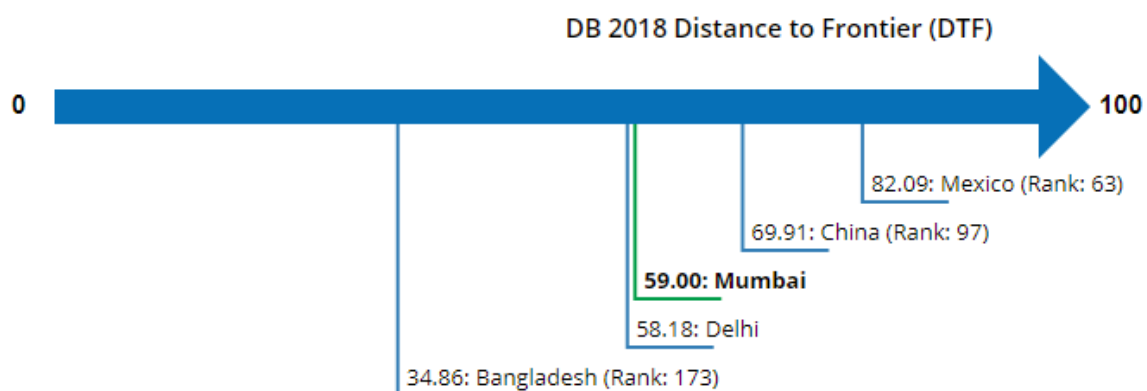 DB 2018 Distance to Frontier (DTF)
0
100
82.09: Mexico (Rank: 63)
69.91: China (Rank: 97)
59.00: Mumbai
58.18: Delhi
34.86: Bangladesh (Rank: 173)